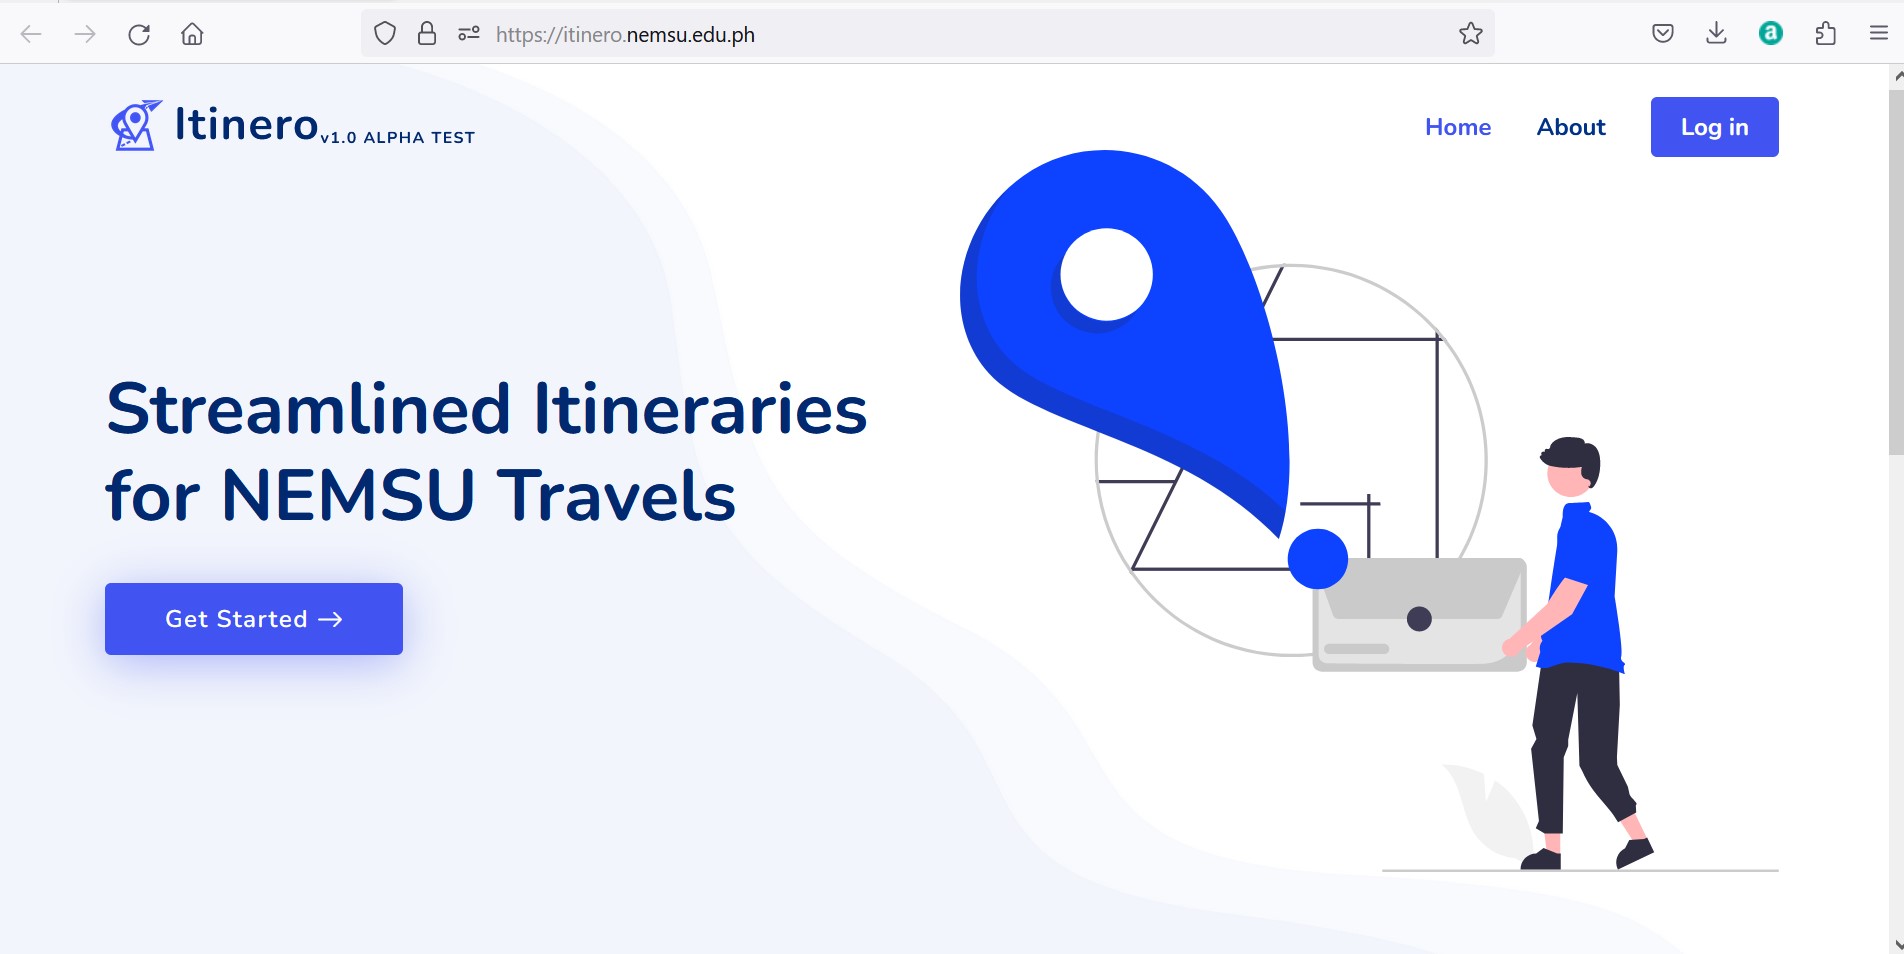 https://itinero.nemsu.edu.ph
a
Itinero v1.0 ALPHA TEST
Home
About
Log in
Streamlined Itineraries
for NEMSU Travels
Get Started →